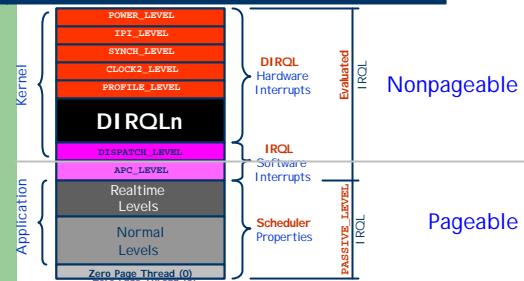 POWER_LEVEL
IPI_LEVEL
SYNCH_LEVEL
CLOCK2_LEVEL
PROFILE_LEVEL
DIRQLn
DISPATCH_LEVEL
APC_LEVEL
Realtime
Levels
Normal
Levels
Zero Page Thread (0)
Kernel
Application
DIRQL
Hardware
Interrupts
IRQL
Software
Interrupts
Scheduler
Properties
Evaluated
IRQL
PASSIVE_LEVEL
IRQL
Nonpageable
Pageable